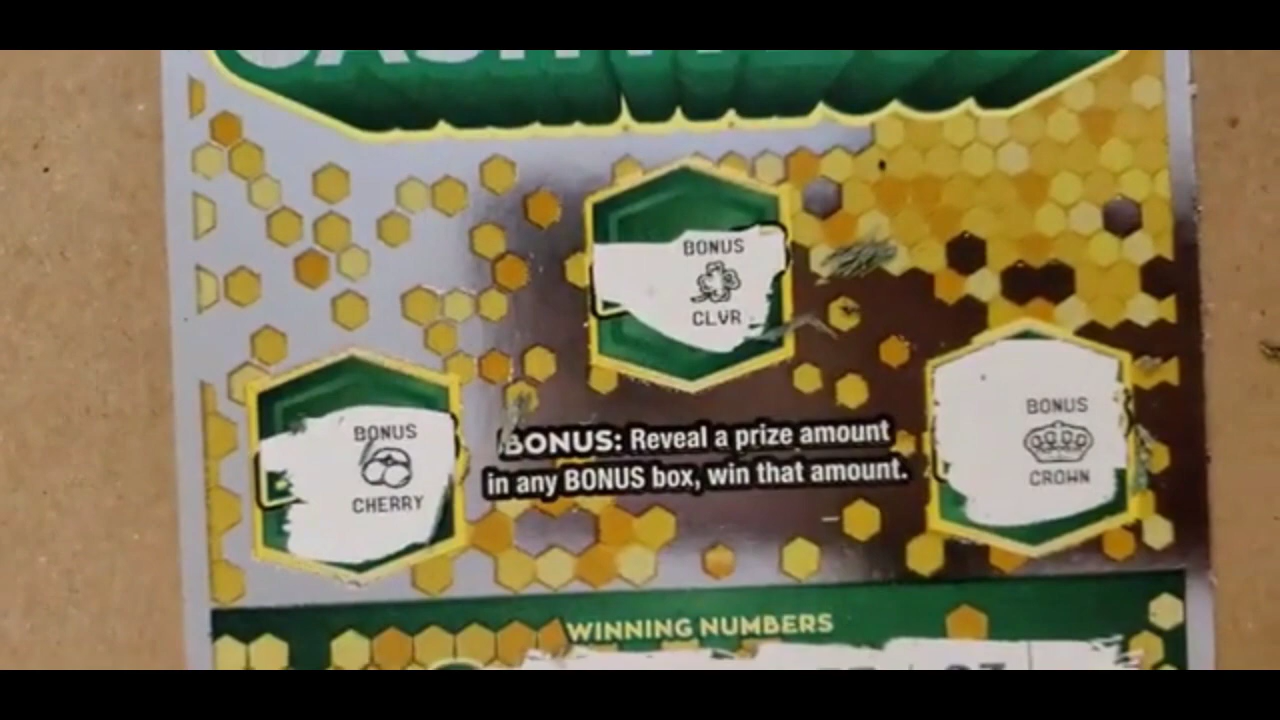 BONUS
CLVR
BONUS
CHERRY
BONUS: Reveal a prize amount
in any BONUS box, win that amount.
BONUS
CROWN
WINNING NUMBERS